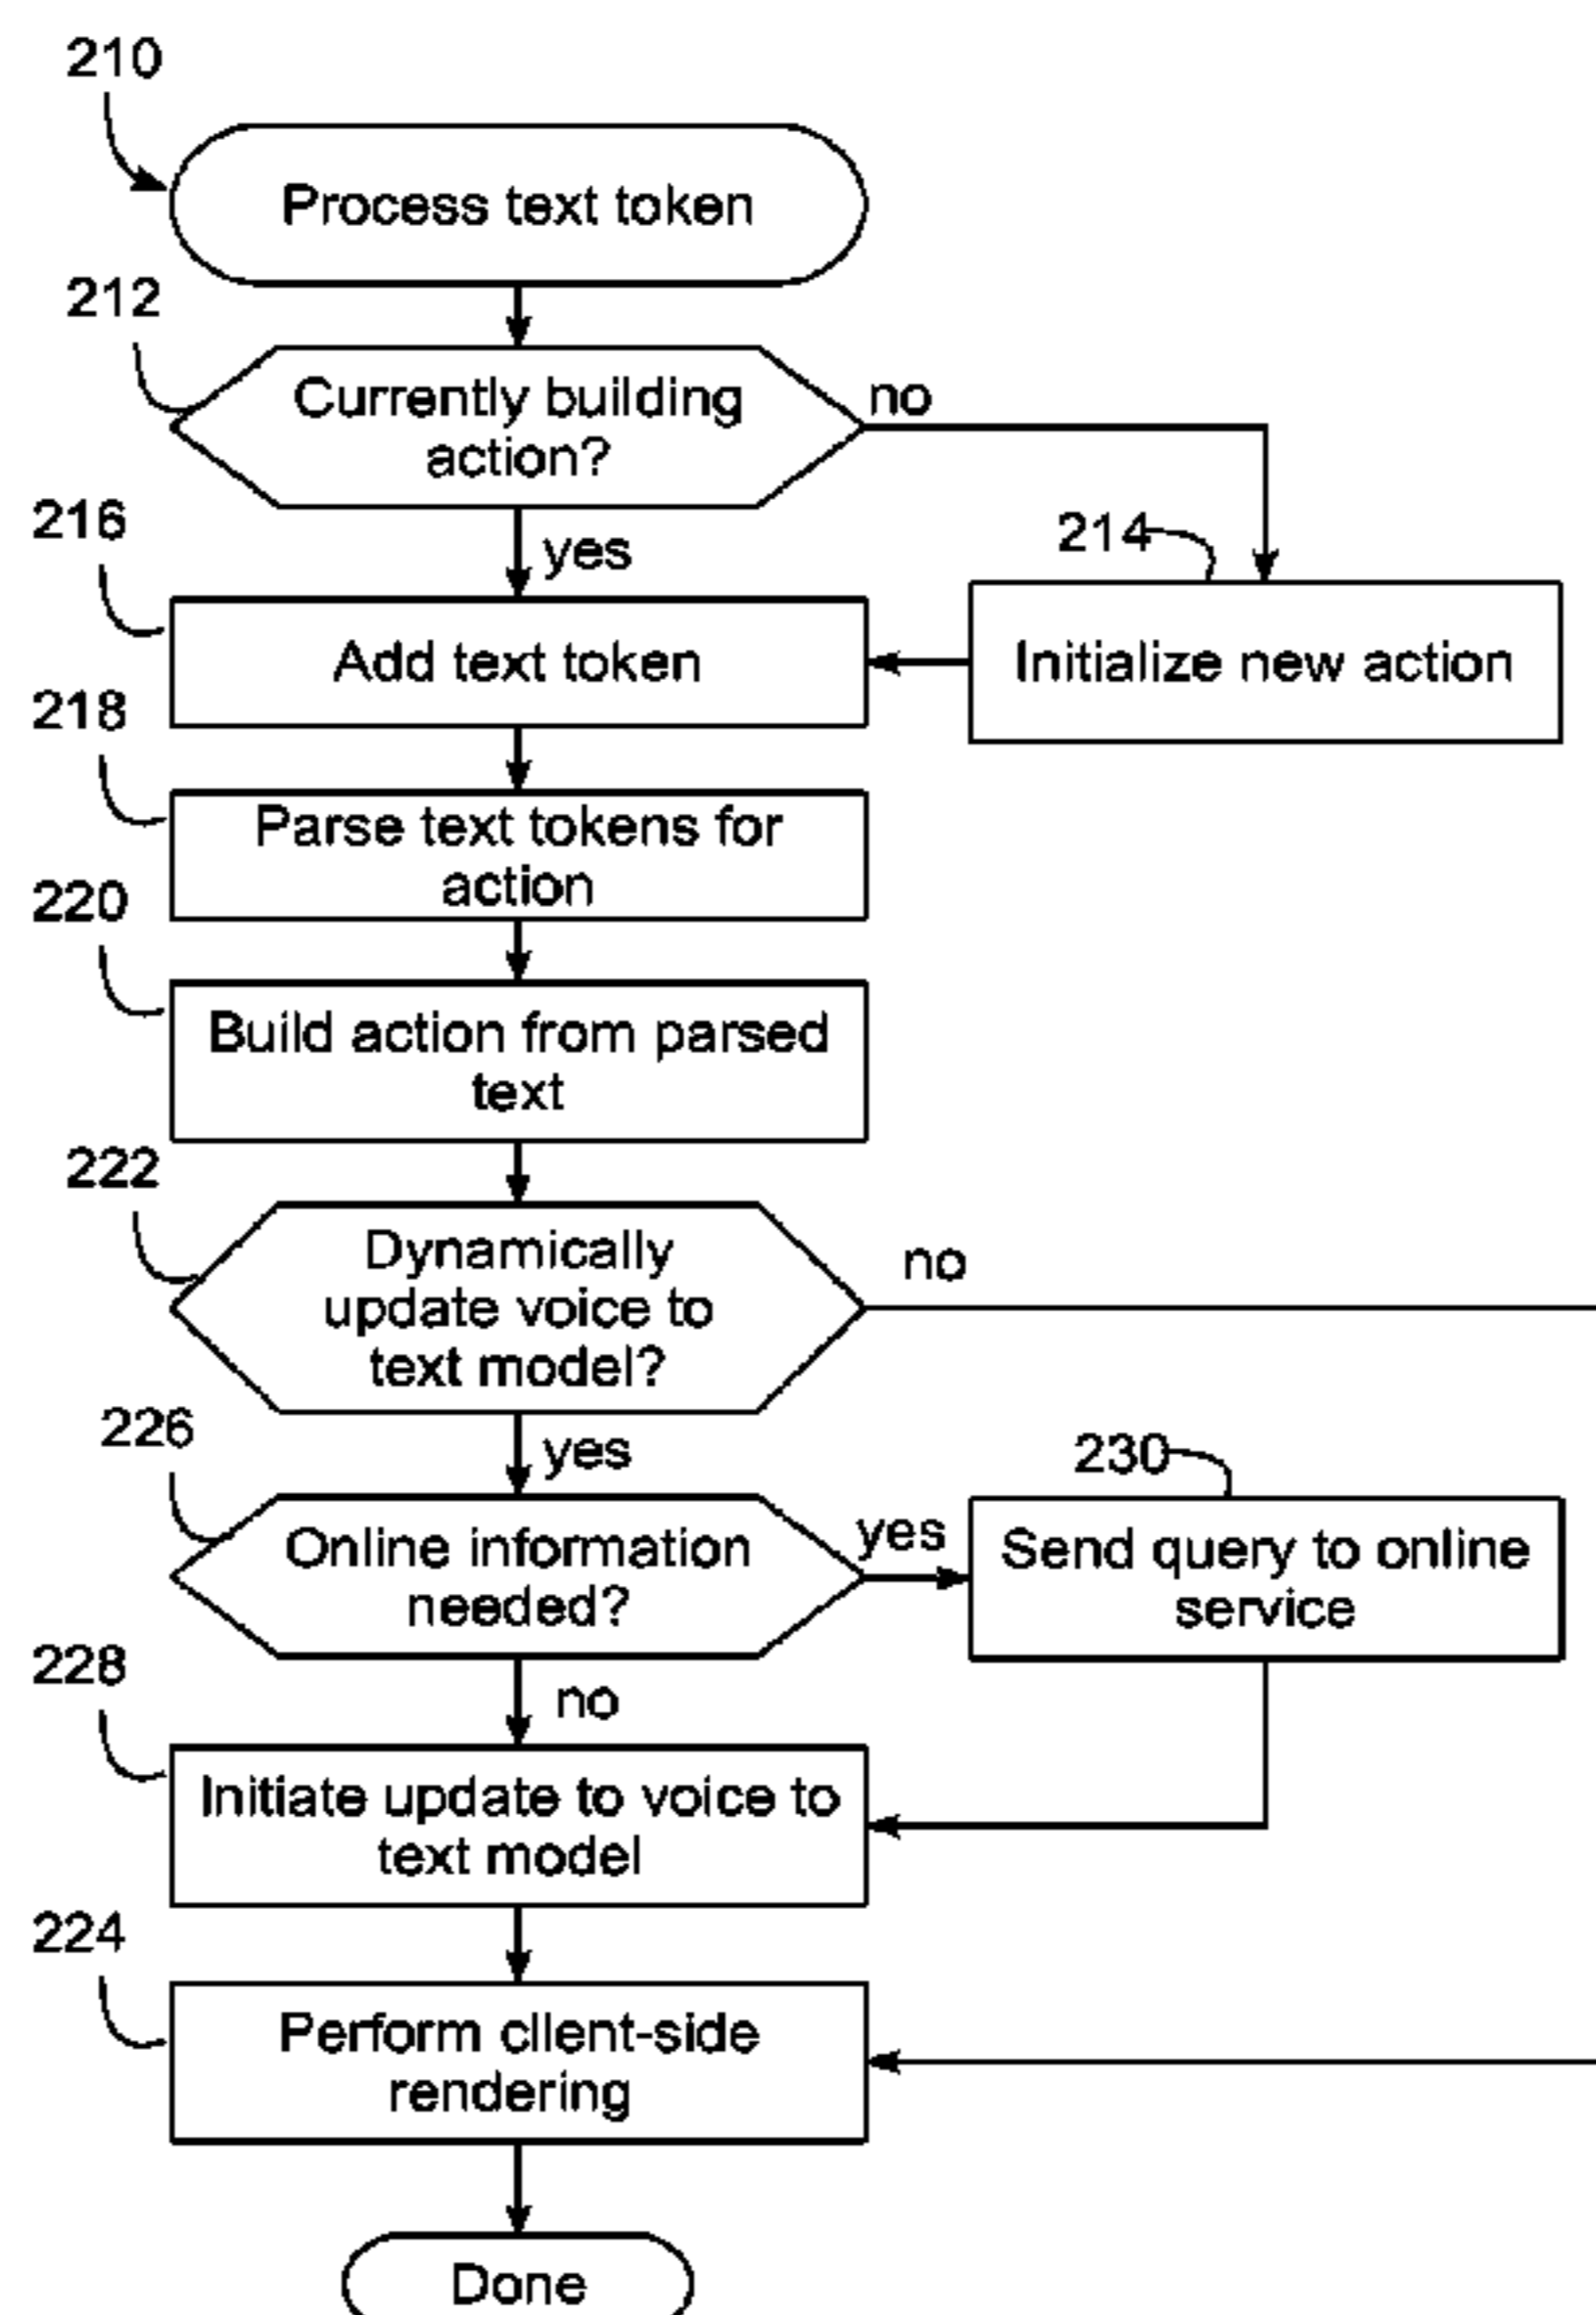 210
Process text token
212
Currently building
action?
no
216
yes
214
Add text token
Initialize new action
218
Parse text tokens for
action
220
Build action from parsed
text
222
Dynamically
update voice to
text model?
no
226
yes
230
Online information
needed?
yes
Send query to online
service
228
no
Initiate update to voice to
text model
224
Perform client-side
rendering
Done